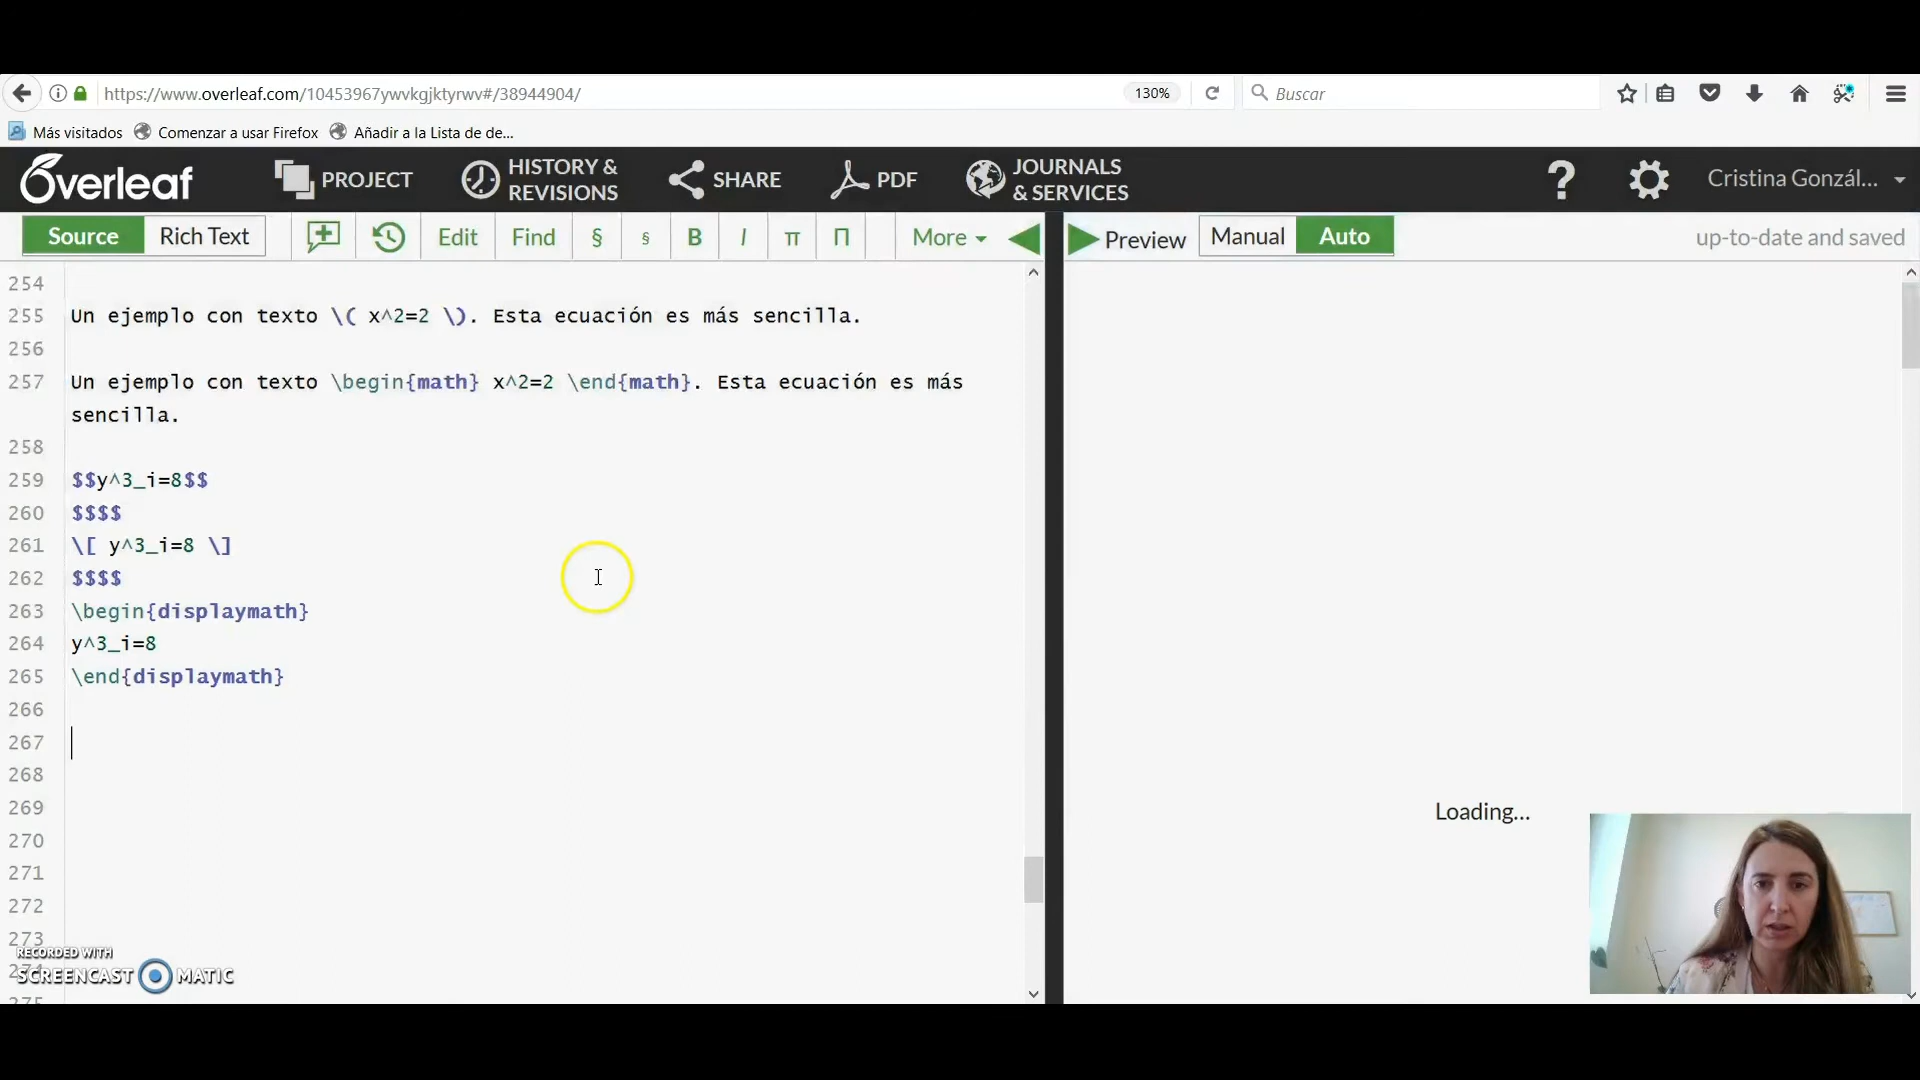 https://www.overleaf.com/10453967ywvkgjktyrwv#/38944904/ 130% Buscar
Más visitados Comenzar a usar Firefox Añadir a la Lista de de...
Overleaf PROJECT HISTORY & REVISIONS SHARE PDF JOURNALS & SERVICES ? Cristina Gonzál...
Source Rich Text Edit Find § § B I π Π More Preview Manual Auto up-to-date and saved
254
255 Un ejemplo con texto \( x^2=2 \). Esta ecuación es más sencilla.
256
257 Un ejemplo con texto \begin{math} x^2=2 \end{math}. Esta ecuación es más
sencilla.
258
259 $$y^3_i=8$$
260 $$$$
261 \[ y^3_i=8 \]
262 $$$$
263 \begin{displaymath}
264 y^3_i=8
265 \end{displaymath}
266
267
268
269
270
271
272
273
274
275
Loading...
RECORDED WITH
SCREENCAST MATIC